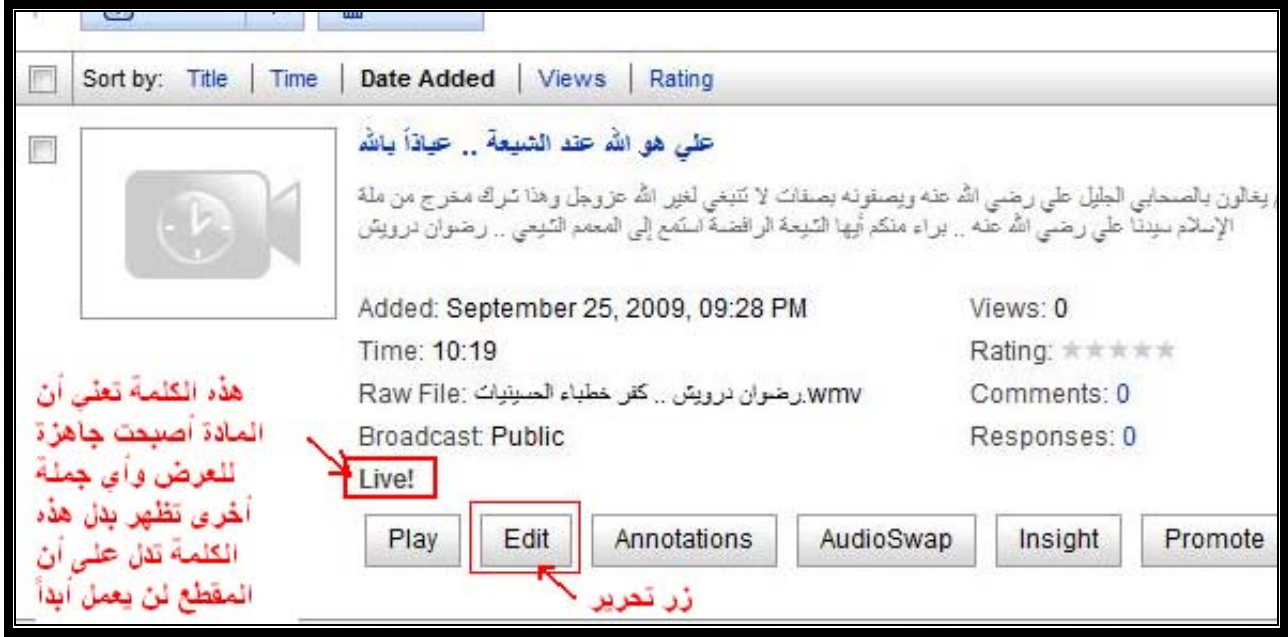 Sort by: Title | Time | Date Added | Views | Rating
علي هو الله عند الشيعة .. عياذاً بالله
يغالون بالصحابي الجليل علي رضي الله عنه ويصفونه بصفات لا تنبغي لغير الله عزوجل وهذا شرك مخرج من ملة
الإسلام سيدنا علي رضي الله عنه .. براء منكم أيها الشيعة الرافضة استمع إلى المعمم الشيعي .. رضوان درويش
Added: September 25, 2009, 09:28 PM
Views: 0
Time: 10:19
Rating:
Raw File: رضوان درويش .. كفر خطباء الحسينيات.wmv
Comments: 0
Broadcast: Public
Responses: 0
Live!
هذه الكلمة تعني أن
المادة أصبحت جاهزة
للعرض وأي جملة
أخرى تظهر بدل هذه
الكلمة تدل على أن
المقطع لن يعمل أبداً
Play Edit Annotations AudioSwap Insight Promote
زر تحرير